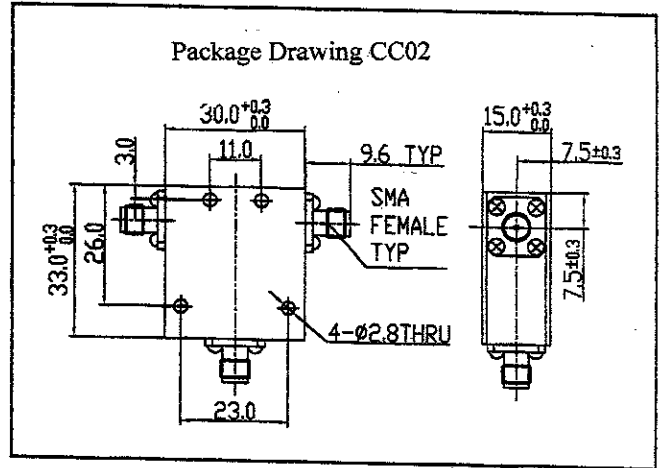 Package Drawing CC02
30.0 +0.3 0.0
15.0 +0.3 0.0
11.0
9.6 TYP
7.5±0.3
3.0
SMA
FEMALE
TYP
33.0 +0.3 0.0
26.0
7.5±0.3
4-ø2.8THRU
23.0